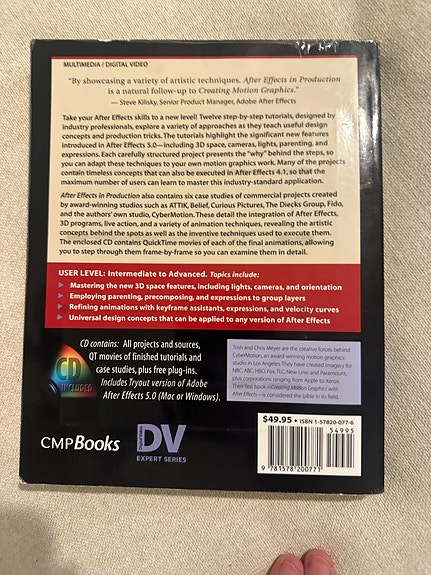 MULTIMEDIA / DIGITAL VIDEO
"By showcasing a variety of artistic techniques, After Effects in Production
is a natural follow-up to Creating Motion Graphics."
— Steve Kilisky, Senior Product Manager, Adobe After Effects
Take your After Effects skills to a new level! Twelve step-by-step tutorials, designed
by industry professionals, explore a variety of approaches as they teach useful design
concepts and production tricks. The tutorials highlight the significant new features
introduced in After Effects 5.0—including 3D space, cameras, lights, parenting, and
expressions. Each carefully structured project presents the "why" behind the steps, so
you can adapt these techniques to your own motion graphics work. Many of the projects
contain timeless concepts that can also be executed in After Effects 4.1, so that the
maximum number of users can learn to master this industry-standard application.
After Effects in Production also contains six case studies of commercial projects created
by award-winning studios such as ATTIK, Belief, Curious Pictures, The Diecks Group, Fido,
and the authors' own studio, CyberMotion. These detail the integration of After Effects,
3D programs, live action, and a variety of animation techniques, revealing the artistic
concepts behind the spots as well as the inventive techniques used to execute them.
The enclosed CD contains QuickTime movies of each of the final animations, allowing
you to step through them frame-by-frame so you can examine them in detail.
USER LEVEL: Intermediate to Advanced. Topics include:
▶ Mastering the new 3D space features, including lights, cameras, and orientation
▶ Employing parenting, precomposing, and expressions to group layers
▶ Refining animations with keyframe assistants, expressions, and velocity curves
▶ Universal design concepts that can be applied to any version of After Effects
CD contains: All projects and sources,
QT movies of finished tutorials and
case studies, plus free plug-ins.
Includes Tryout version of Adobe
After Effects 5.0 (Mac or Windows).
CD
INCLUDED
Trish and Chris Meyer are the creative forces behind
CyberMotion, an award-winning motion graphics
studio in Los Angeles. They have created imagery for
NBC, ABC, HBO, Fox, TLC, New Line, and Paramount,
plus corporations ranging from Apple to Xerox.
Their first book—Creating Motion Graphics with
After Effects—is considered the bible in its field.
CMPBooks
DV
EXPERT SERIES
$49.95 • ISBN 1-57820-077-6
54995
9 781578 200771